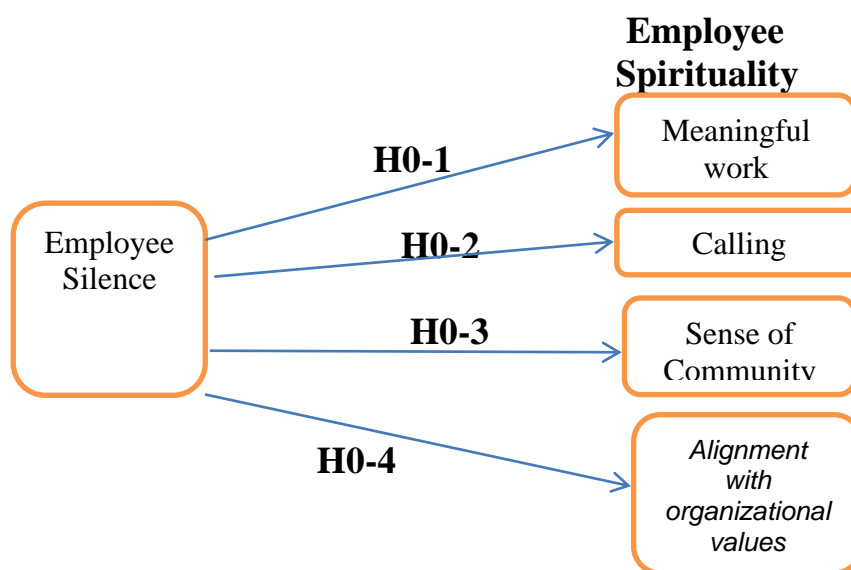 Employee
Spirituality
H0-1
Meaningful
work
Employee
Silence
H0-2
Calling
H0-3
Sense of
Community
H0-4
Alignment
with
organizational
values